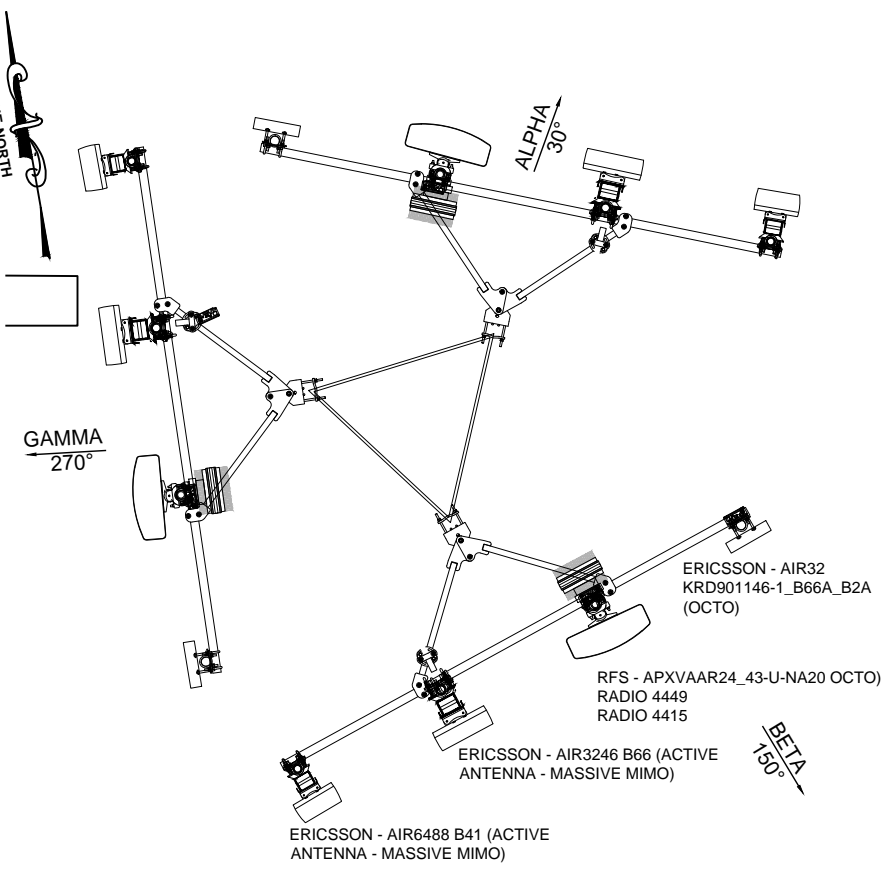 NORTH
ALPHA
30°
GAMMA
270°
ERICSSON - AIR32
KRD901146-1_B66A_B2A
(OCTO)
RFS - APXVAAR24_43-U-NA20 OCTO)
RADIO 4449
RADIO 4415
BETA
150°
ERICSSON - AIR3246 B66 (ACTIVE
ANTENNA - MASSIVE MIMO)
ERICSSON - AIR6488 B41 (ACTIVE
ANTENNA - MASSIVE MIMO)